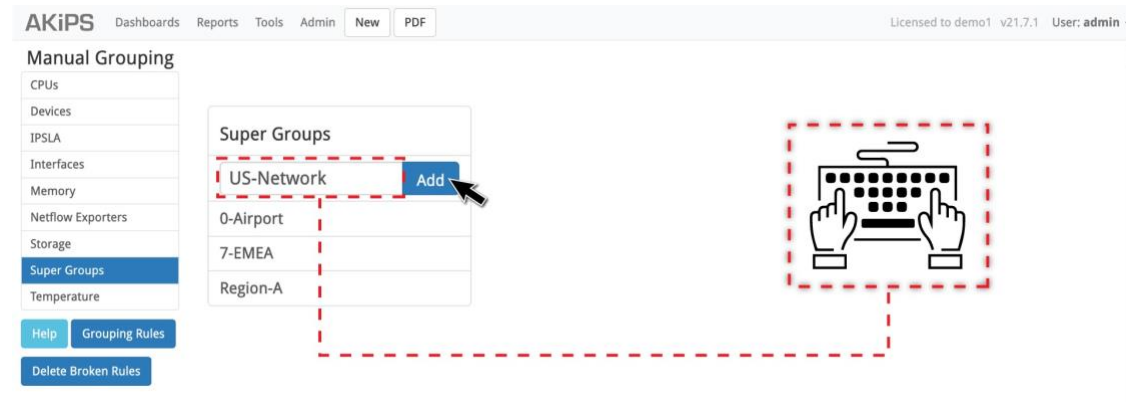 AKiPS Dashboards Reports Tools Admin New PDF Licensed to demo1 v21.7.1 User: admin
Manual Grouping
CPUs
Devices
IPSLA
Interfaces
Memory
Netflow Exporters
Storage
Super Groups
Temperature
Help Grouping Rules
Delete Broken Rules
Super Groups
US-Network Add
0-Airport
7-EMEA
Region-A